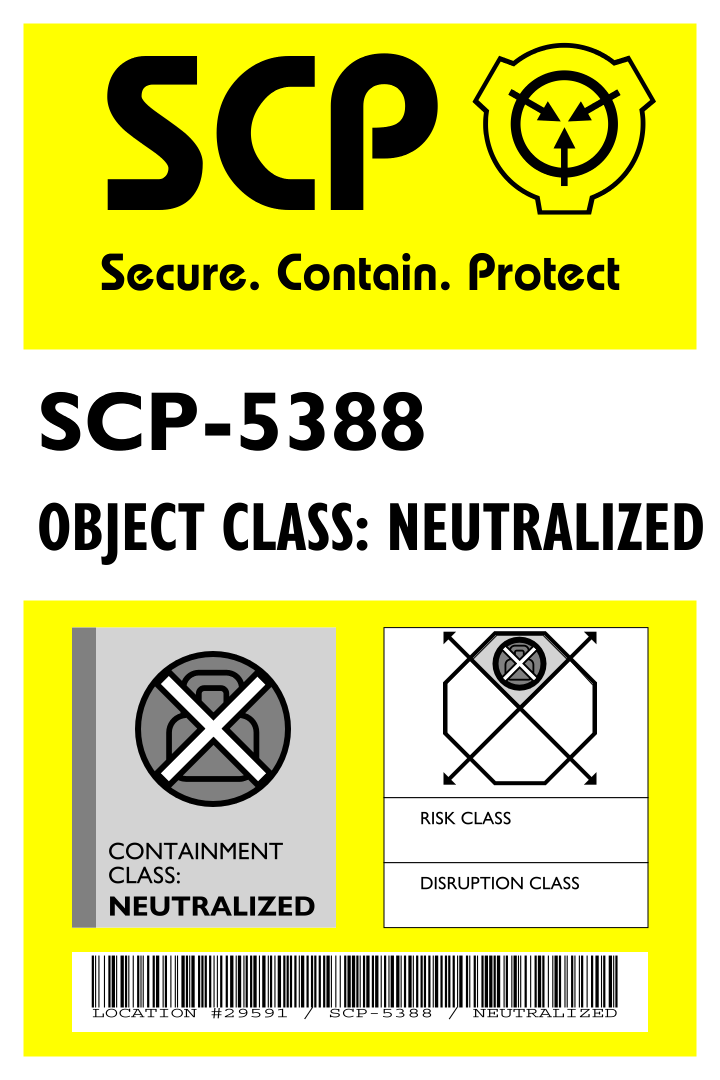 SCP
Secure. Contain. Protect
SCP-5388
OBJECT CLASS: NEUTRALIZED
CONTAINMENT
CLASS:
NEUTRALIZED
RISK CLASS
DISRUPTION CLASS
LOCATION #29591 / SCP-5388 / NEUTRALIZED